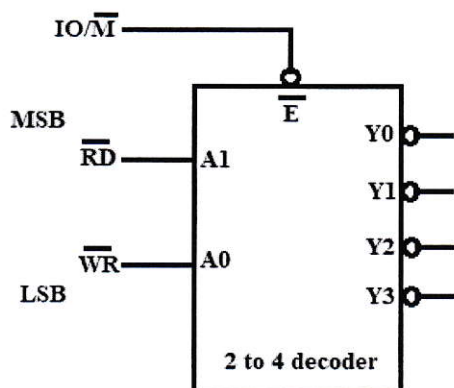 IO/M̅
E̅
MSB
Y0
R̅D̅
A1
Y1
Y2
W̅R̅
A0
LSB
Y3
2 to 4 decoder